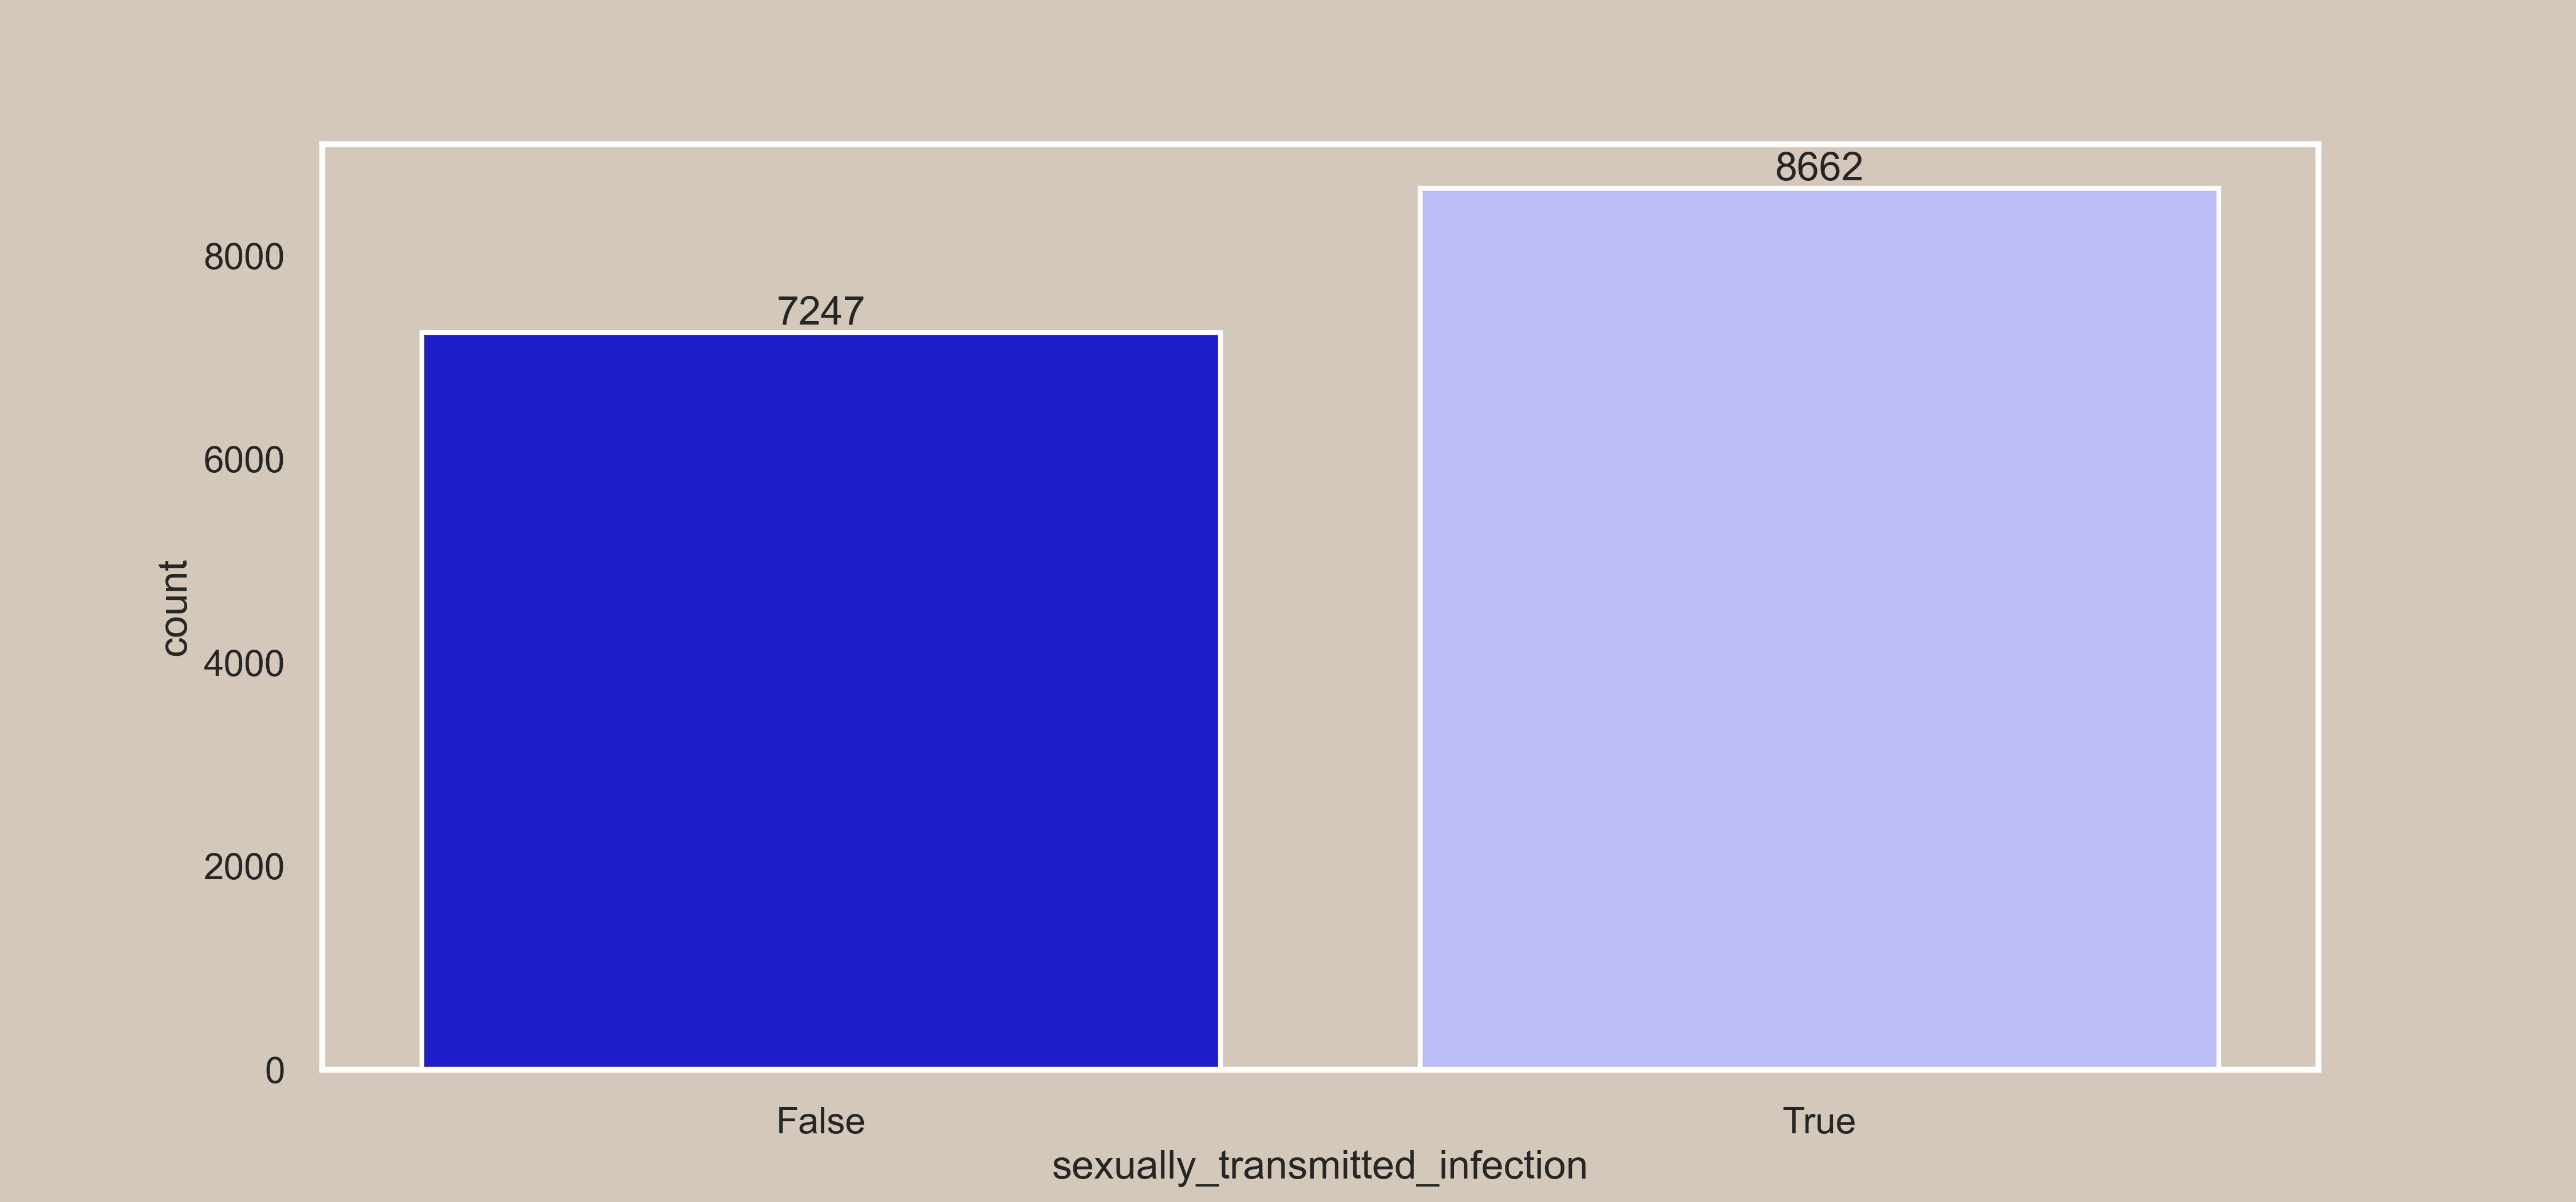 8662
8000
7247
6000
count
4000
2000
0
False
True
sexually_transmitted_infection